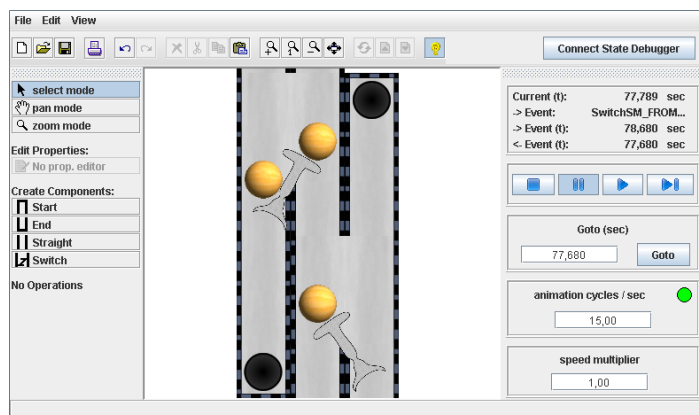 File Edit View
Connect State Debugger
select mode
pan mode
zoom mode
Edit Properties:
No prop. editor
Create Components:
Start
End
Straight
Switch
No Operations
Current (t): 77,789 sec
-> Event: SwitchSM_FROM...
-> Event (t): 78,680 sec
<- Event (t): 77,680 sec
Goto (sec)
77,680 Goto
animation cycles / sec
15,00
speed multiplier
1,00